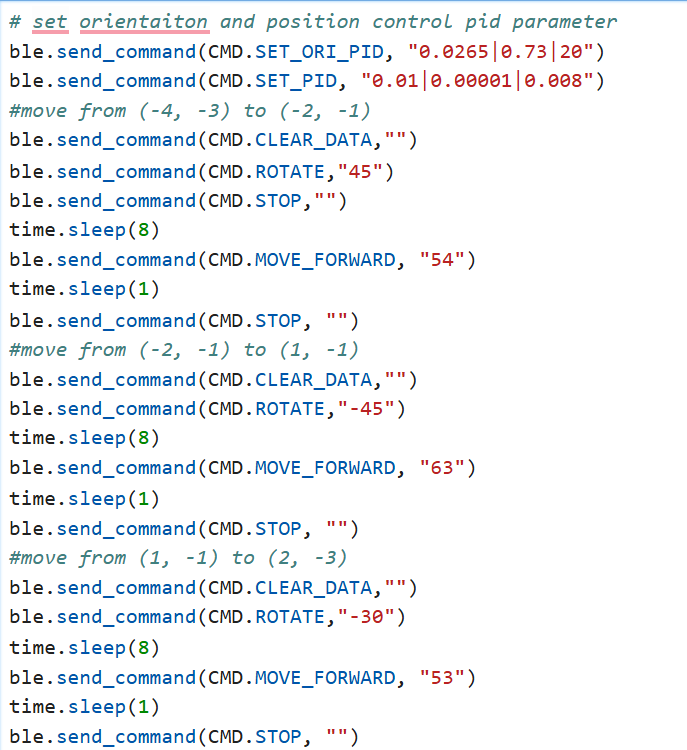 # set orientaiton and position control pid parameter
ble.send_command(CMD.SET_ORI_PID, "0.0265|0.73|20")
ble.send_command(CMD.SET_PID, "0.01|0.00001|0.008")
#move from (-4, -3) to (-2, -1)
ble.send_command(CMD.CLEAR_DATA,"")
ble.send_command(CMD.ROTATE,"45")
ble.send_command(CMD.STOP,"")
time.sleep(8)
ble.send_command(CMD.MOVE_FORWARD, "54")
time.sleep(1)
ble.send_command(CMD.STOP, "")
#move from (-2, -1) to (1, -1)
ble.send_command(CMD.CLEAR_DATA,"")
ble.send_command(CMD.ROTATE,"-45")
time.sleep(8)
ble.send_command(CMD.MOVE_FORWARD, "63")
time.sleep(1)
ble.send_command(CMD.STOP, "")
#move from (1, -1) to (2, -3)
ble.send_command(CMD.CLEAR_DATA,"")
ble.send_command(CMD.ROTATE,"-30")
time.sleep(8)
ble.send_command(CMD.MOVE_FORWARD, "53")
time.sleep(1)
ble.send_command(CMD.STOP, "")